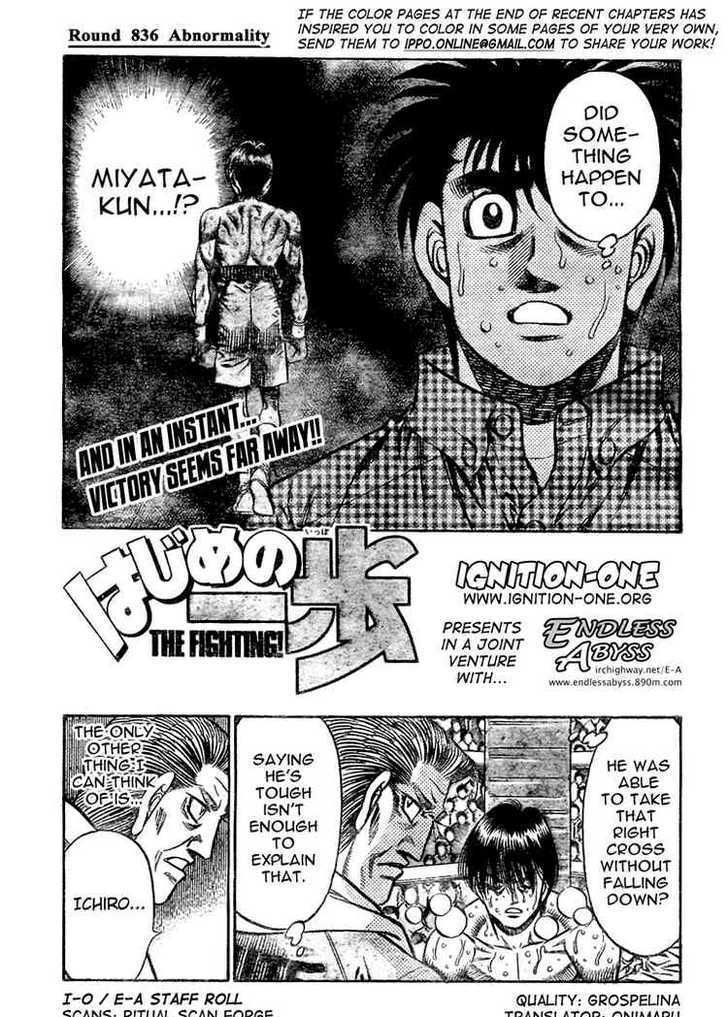 Round 836 Abnormality
IF THE COLOR PAGES AT THE END OF RECENT CHAPTERS HAS
INSPIRED YOU TO COLOR IN SOME PAGES OF YOUR VERY OWN,
SEND THEM TO IPPO.ONLINE@GMAIL.COM TO SHARE YOUR WORK!
DID
SOME-
THING
HAPPEN
TO...
MIYATA-
KUN...!?
AND IN AN INSTANT...
VICTORY SEEMS FAR AWAY!!
はじめの一歩
いっぽ
THE FIGHTING!
IGNITION-ONE
WWW.IGNITION-ONE.ORG
PRESENTS
IN A JOINT
VENTURE
WITH...
ENDLESS
ABYSS
irchighway.net/E-A
www.endlessabyss.890m.com
HE WAS
ABLE
TO TAKE
THAT
RIGHT
CROSS
WITHOUT
FALLING
DOWN?
SAYING
HE'S
TOUGH
ISN'T
ENOUGH
TO
EXPLAIN
THAT.
THE ONLY
OTHER
THING I
CAN THINK
OF IS...
ICHIRO...
I-O / E-A STAFF ROLL
SCANS: RITUAL SCAN FORGE
QUALITY: GROSPELINA
TRANSLATOR: ONIMARU